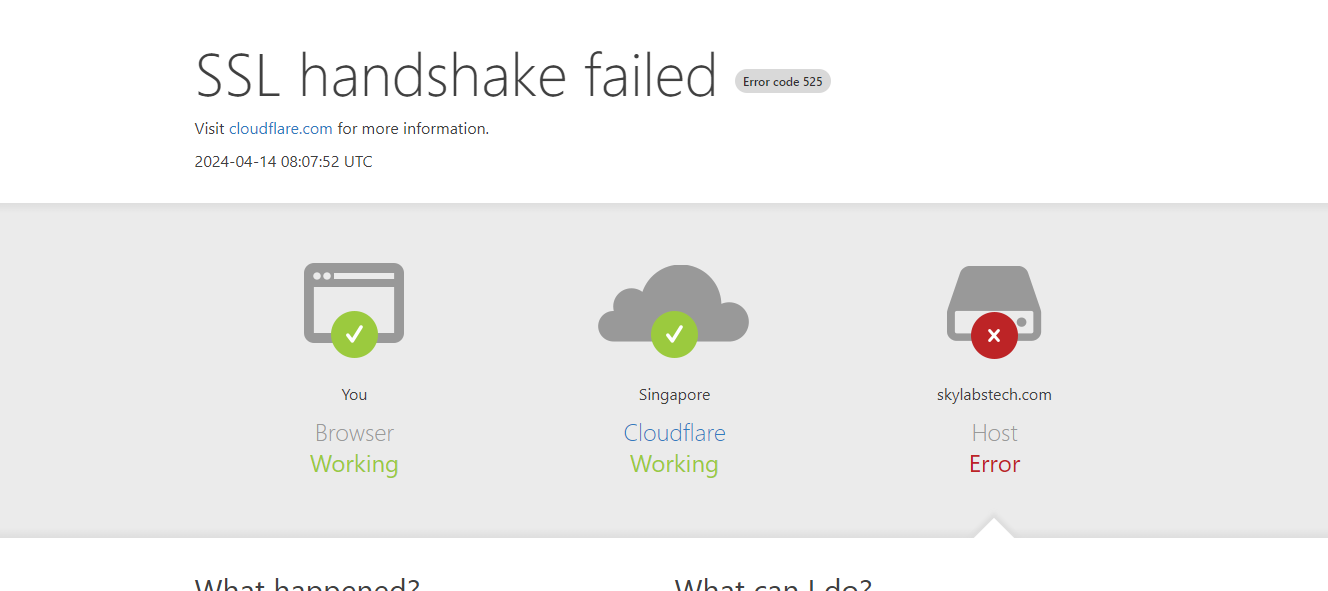 SSL handshake failed Error code 525
Visit cloudflare.com for more information.
2024-04-14 08:07:52 UTC
You
Browser
Working
Singapore
Cloudflare
Working
skylabstech.com
Host
Error
What happened?
What can I do?